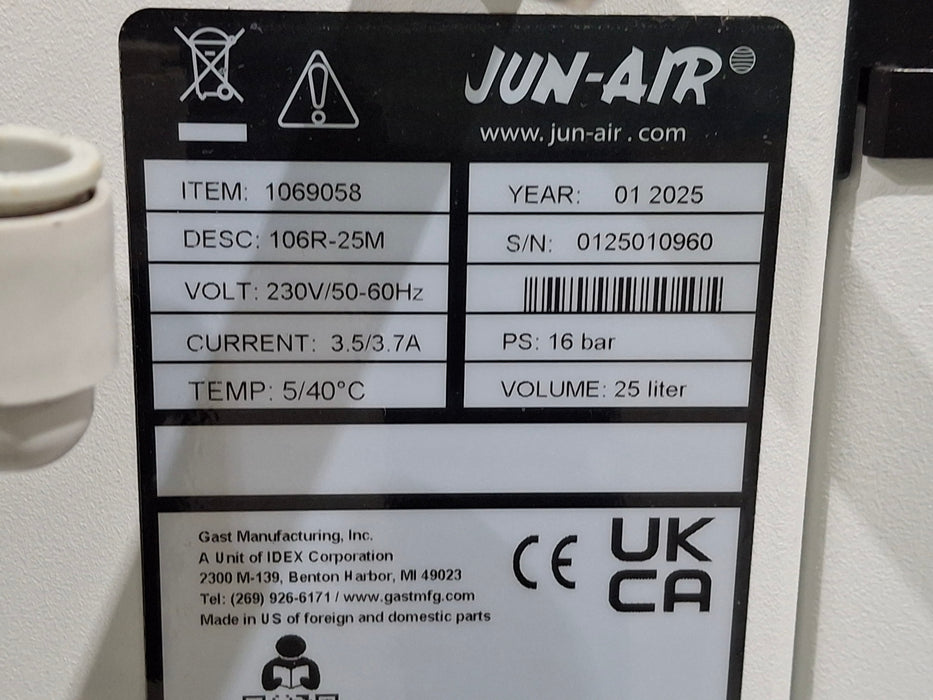 JUN-AIR
www.jun-air.com
ITEM: 1069058
DESC: 106R-25M
VOLT: 230V/50-60Hz
CURRENT: 3.5/3.7A
TEMP: 5/40°C
YEAR: 01 2025
S/N: 0125010960
PS: 16 bar
VOLUME: 25 liter
Gast Manufacturing, Inc.
A Unit of IDEX Corporation
2300 M-139, Benton Harbor, MI 49023
Tel: (269) 926-6171 / www.gastmfg.com
Made in US of foreign and domestic parts
CE
UK
CA